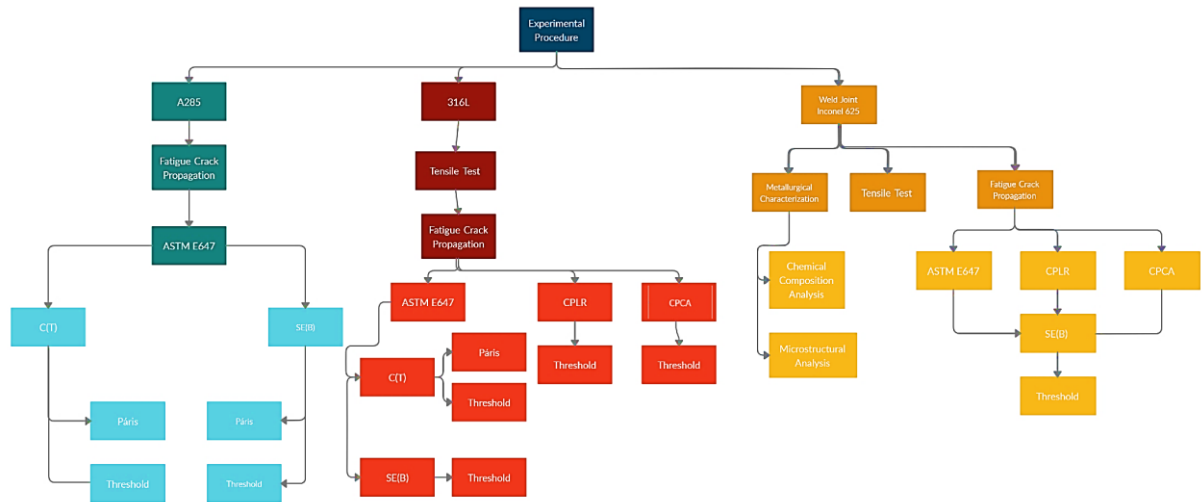 Experimental
Procedure
A285
316L
Weld Joint
Inconel 625
Fatigue Crack
Propagation
Tensile Test
Metallurgical
Characterization
Tensile Test
Fatigue Crack
Propagation
ASTM E647
Fatigue Crack
Propagation
ASTM E647
CPLR
CPCA
Chemical
Composition
Analysis
ASTM E647
CPLR
CPCA
C(T)
SE(B)
SE(B)
Páris
Threshold
Threshold
Microstructural
Analysis
C(T)
Threshold
Threshold
Páris
Páris
Threshold
Threshold
SE(B)
Threshold